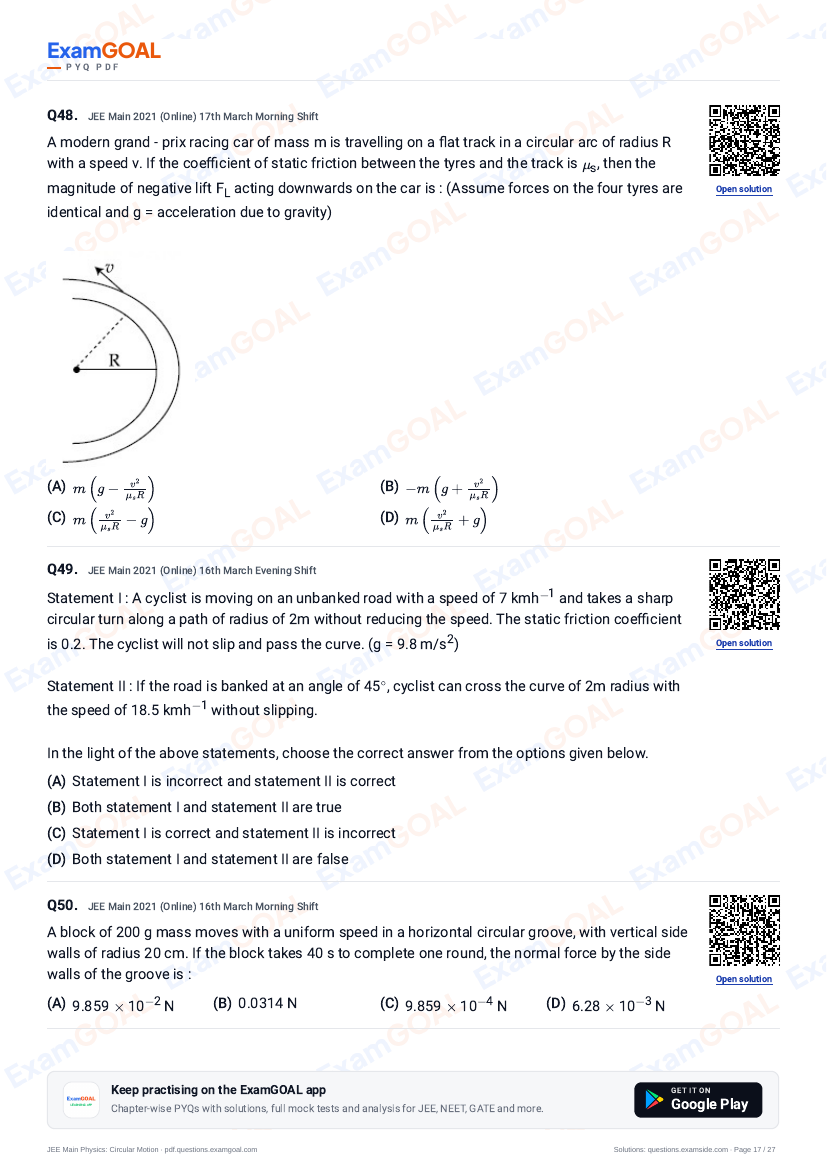 ExamGOAL
PYQ PDF
Q48. JEE Main 2021 (Online) 17th March Morning Shift
A modern grand - prix racing car of mass m is travelling on a flat track in a circular arc of radius R
with a speed v. If the coefficient of static friction between the tyres and the track is μₛ, then the
magnitude of negative lift F_L acting downwards on the car is : (Assume forces on the four tyres are
identical and g = acceleration due to gravity)
Open solution
v
R
(A) m (g − v²/μₛR)
(B) −m (g + v²/μₛR)
(C) m (v²/μₛR − g)
(D) m (v²/μₛR + g)
Q49. JEE Main 2021 (Online) 16th March Evening Shift
Statement I : A cyclist is moving on an unbanked road with a speed of 7 kmh⁻¹ and takes a sharp
circular turn along a path of radius of 2m without reducing the speed. The static friction coefficient
is 0.2. The cyclist will not slip and pass the curve. (g = 9.8 m/s²)
Open solution
Statement II : If the road is banked at an angle of 45°, cyclist can cross the curve of 2m radius with
the speed of 18.5 kmh⁻¹ without slipping.
In the light of the above statements, choose the correct answer from the options given below.
(A) Statement I is incorrect and statement II is correct
(B) Both statement I and statement II are true
(C) Statement I is correct and statement II is incorrect
(D) Both statement I and statement II are false
Q50. JEE Main 2021 (Online) 16th March Morning Shift
A block of 200 g mass moves with a uniform speed in a horizontal circular groove, with vertical side
walls of radius 20 cm. If the block takes 40 s to complete one round, the normal force by the side
walls of the groove is :
Open solution
(A) 9.859 × 10⁻² N (B) 0.0314 N (C) 9.859 × 10⁻⁴ N (D) 6.28 × 10⁻³ N
ExamGOAL
Keep practising on the ExamGOAL app
Chapter-wise PYQs with solutions, full mock tests and analysis for JEE, NEET, GATE and more.
GET IT ON
Google Play
JEE Main Physics: Circular Motion · pdf.questions.examgoal.com
Solutions: questions.examside.com · Page 17 / 27